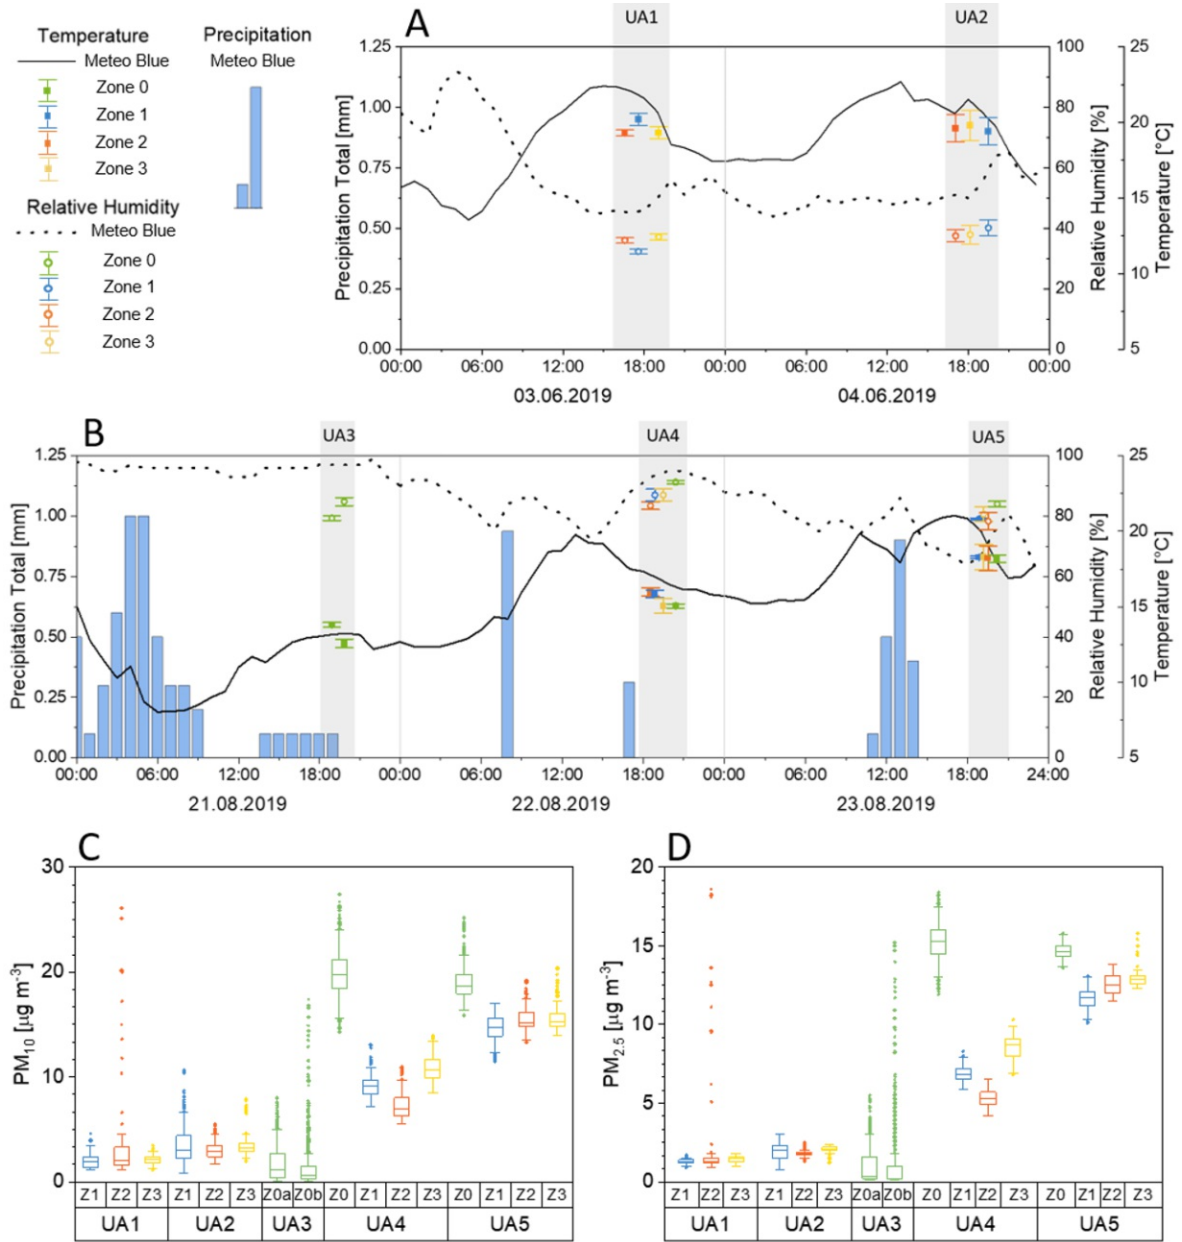 Temperature
Meteo Blue
Zone 0
Zone 1
Zone 2
Zone 3
Relative Humidity
Meteo Blue
Zone 0
Zone 1
Zone 2
Zone 3
Precipitation
Meteo Blue
A
UA1 UA2
Precipitation Total [mm]
1.25
1.00
0.75
0.50
0.25
0.00
100
80
60
40
20
0
Relative Humidity [%]
25
20
15
10
5
Temperature [°C]
00:00 06:00 12:00 18:00 00:00 06:00 12:00 18:00 00:00
03.06.2019 04.06.2019
B
UA3 UA4 UA5
Precipitation Total [mm]
1.25
1.00
0.75
0.50
0.25
0.00
100
80
60
40
20
0
Relative Humidity [%]
25
20
15
10
5
Temperature [°C]
00:00 06:00 12:00 18:00 00:00 06:00 12:00 18:00 00:00 06:00 12:00 18:00 24:00
21.08.2019 22.08.2019 23.08.2019
C
PM10 [µg m-3]
30
20
10
0
Z1 Z2 Z3 Z1 Z2 Z3 Z0a Z0b Z0 Z1 Z2 Z3 Z0 Z1 Z2 Z3
UA1 UA2 UA3 UA4 UA5
D
PM2.5 [µg m-3]
20
15
10
5
0
Z1 Z2 Z3 Z1 Z2 Z3 Z0a Z0b Z0 Z1 Z2 Z3 Z0 Z1 Z2 Z3
UA1 UA2 UA3 UA4 UA5